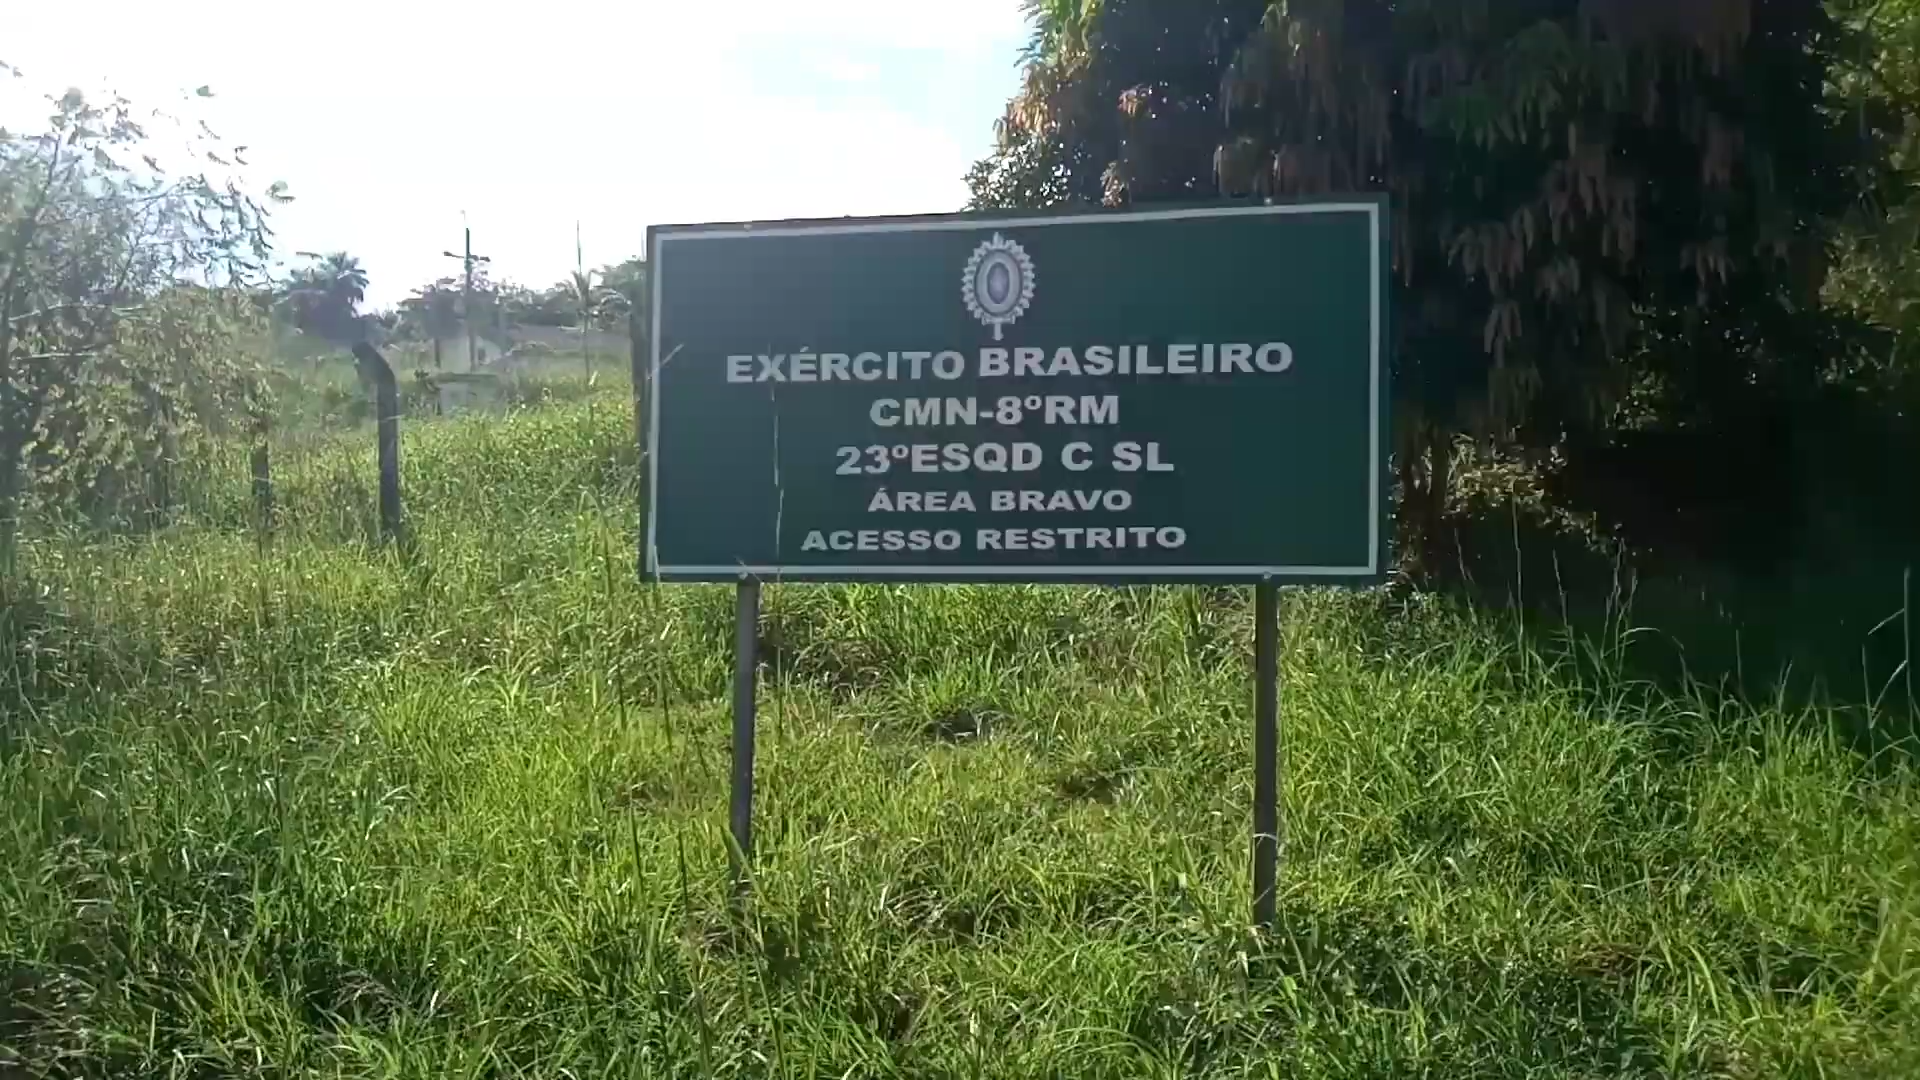 EXÉRCITO BRASILEIRO
CMN-8ºRM
23ºESQD C SL
ÁREA BRAVO
ACESSO RESTRITO